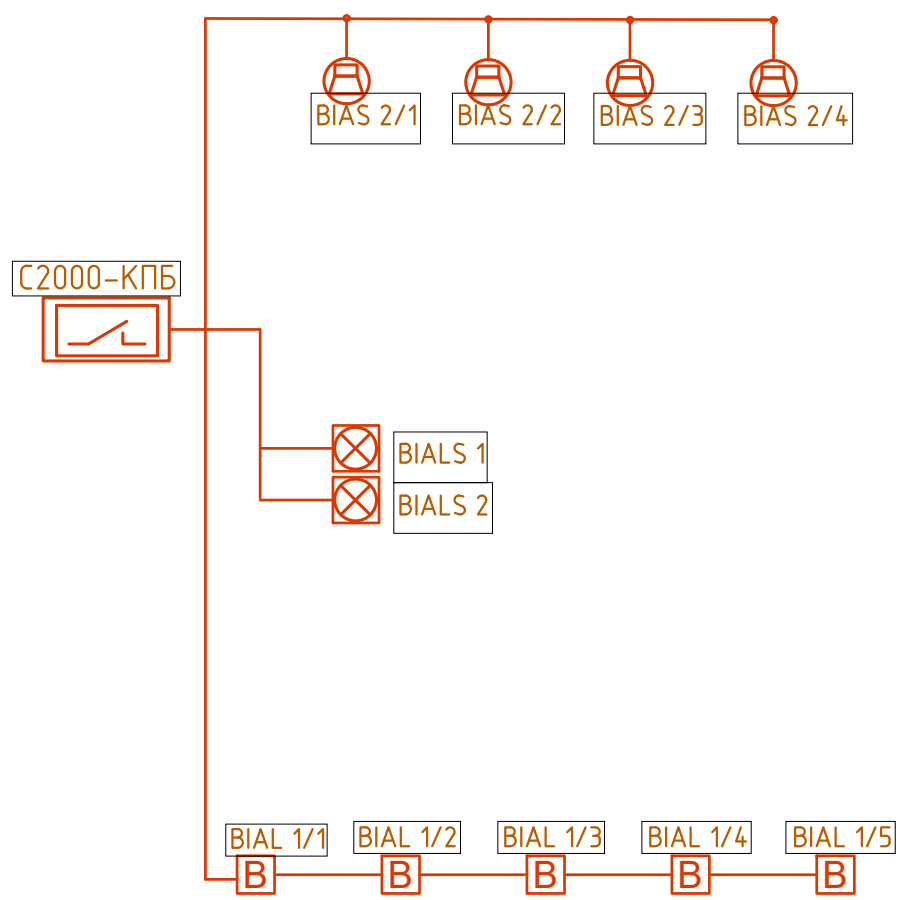 BIAS 2/1
BIAS 2/2
BIAS 2/3
BIAS 2/4
С2000-КПБ
BIALS 1
BIALS 2
BIAL 1/1
BIAL 1/2
BIAL 1/3
BIAL 1/4
BIAL 1/5
B
B
B
B
B